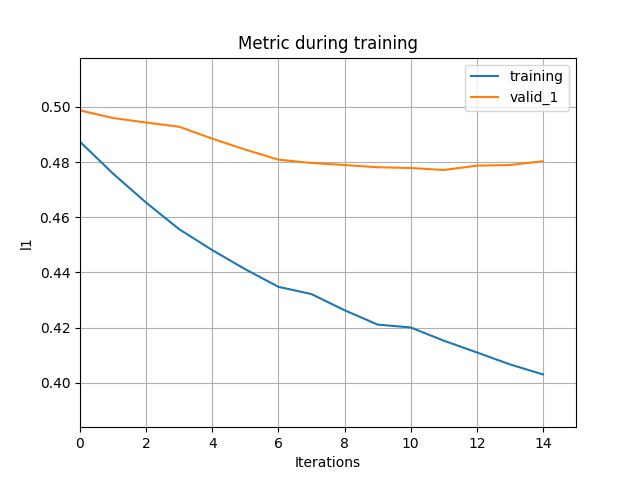 Metric during training
training
valid_1
0.50
0.48
0.46
0.44
0.42
0.40
l1
0 2 4 6 8 10 12 14
Iterations